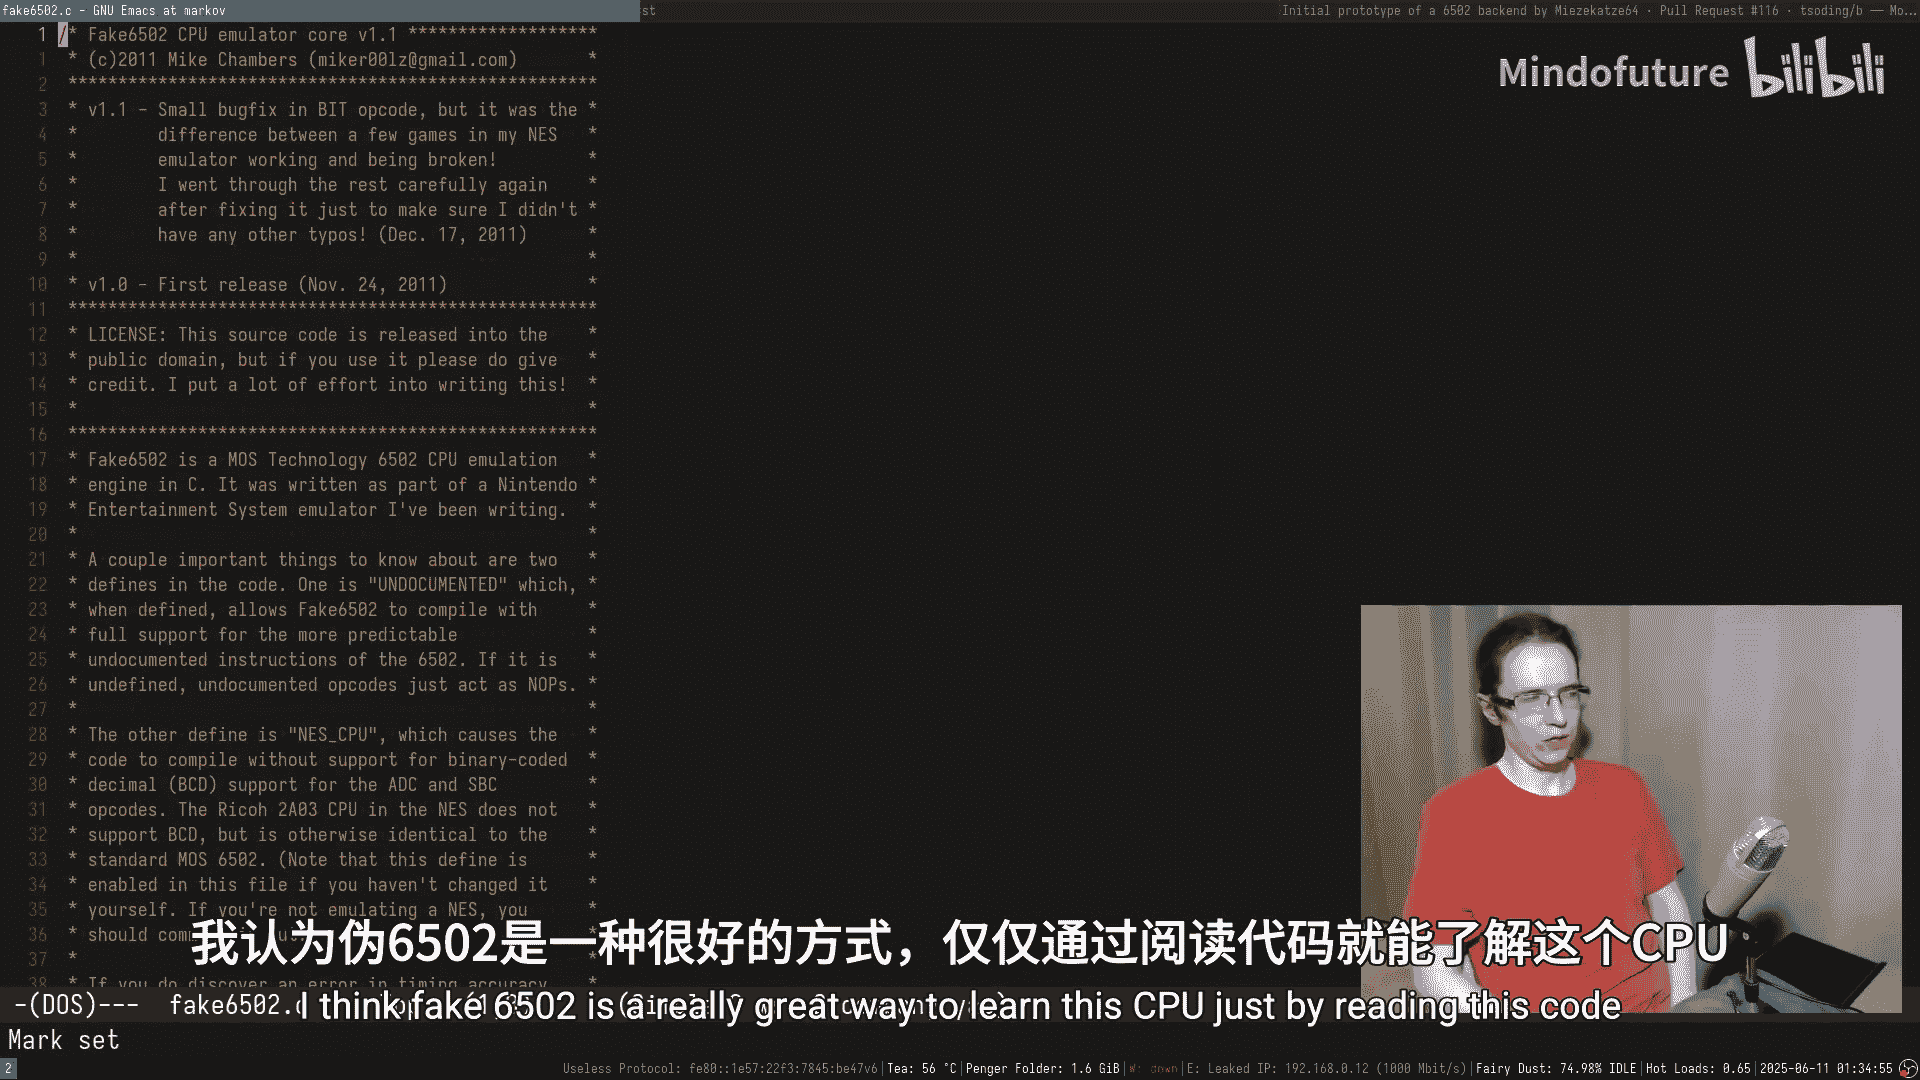 fake6502.c - GNU Emacs at markov
st
Initial prototype of a 6502 backend by Miezekatze64 · Pull Request #116 · tsoding/b — Mo...
Mindofuture bilibili
1 /* Fake6502 CPU emulator core v1.1 *******************
1 * (c)2011 Mike Chambers (miker00lz@gmail.com) *
2 *****************************************************
3 * v1.1 - Small bugfix in BIT opcode, but it was the *
4 * difference between a few games in my NES *
5 * emulator working and being broken! *
6 * I went through the rest carefully again *
7 * after fixing it just to make sure I didn't *
8 * have any other typos! (Dec. 17, 2011) *
9 * *
10 * v1.0 - First release (Nov. 24, 2011) *
11 *****************************************************
12 * LICENSE: This source code is released into the *
13 * public domain, but if you use it please do give *
14 * credit. I put a lot of effort into writing this! *
15 * *
16 *****************************************************
17 * Fake6502 is a MOS Technology 6502 CPU emulation *
18 * engine in C. It was written as part of a Nintendo *
19 * Entertainment System emulator I've been writing. *
20 * *
21 * A couple important things to know about are two *
22 * defines in the code. One is "UNDOCUMENTED" which, *
23 * when defined, allows Fake6502 to compile with *
24 * full support for the more predictable *
25 * undocumented instructions of the 6502. If it is *
26 * undefined, undocumented opcodes just act as NOPs. *
27 * *
28 * The other define is "NES_CPU", which causes the *
29 * code to compile without support for binary-coded *
30 * decimal (BCD) support for the ADC and SBC *
31 * opcodes. The Ricoh 2A03 CPU in the NES does not *
32 * support BCD, but is otherwise identical to the *
33 * standard MOS 6502. (Note that this define is *
34 * enabled in this file if you haven't changed it *
35 * yourself. If you're not emulating a NES, you *
36 * should
37 * *
38 * If you do discover an error in timing accuracy
我认为伪6502是一种很好的方式，仅仅通过阅读代码就能了解这个CPU
-(DOS)--- fake6502.c
I think fake 6502 is a really great way to learn this CPU just by reading this code
Mark set
2
Useless Protocol: fe80::1e57:22f3:7845:be47v6|Tea: 56 °C|Penger Folder: 1.6 GiB|W: down|E: Leaked IP: 192.168.0.12 (1000 Mbit/s)|Fairy Dust: 74.98% IDLE|Hot Loads: 0.65|2025-06-11 01:34:55